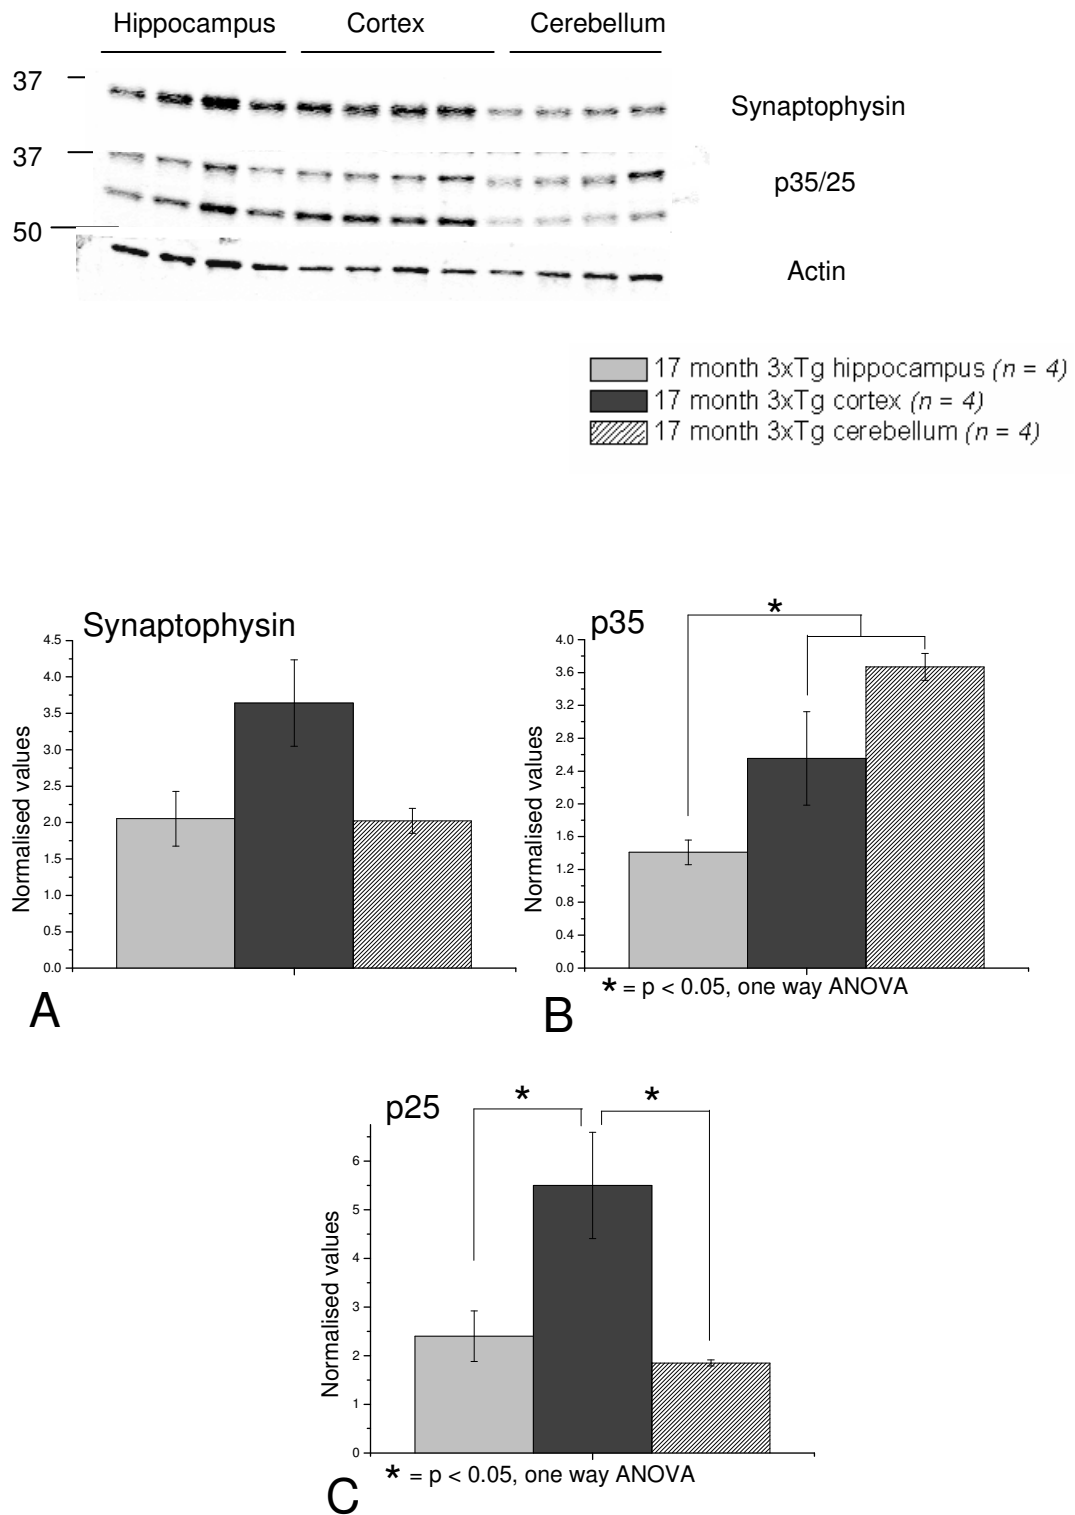 Hippocampus Cortex Cerebellum
37
Synaptophysin
37
p35/25
50
Actin
17 month 3xTg hippocampus (n = 4)
17 month 3xTg cortex (n = 4)
17 month 3xTg cerebellum (n = 4)
Synaptophysin
4.5
4.0
3.5
3.0
2.5
2.0
1.5
1.0
0.5
0.0
Normalised values
A
p35
*
4.0
3.6
3.2
2.8
2.4
2.0
1.6
1.2
0.8
0.4
0.0
Normalised values
* = p < 0.05, one way ANOVA
B
p25
* *
6
5
4
3
2
1
0
Normalised values
* = p < 0.05, one way ANOVA
C